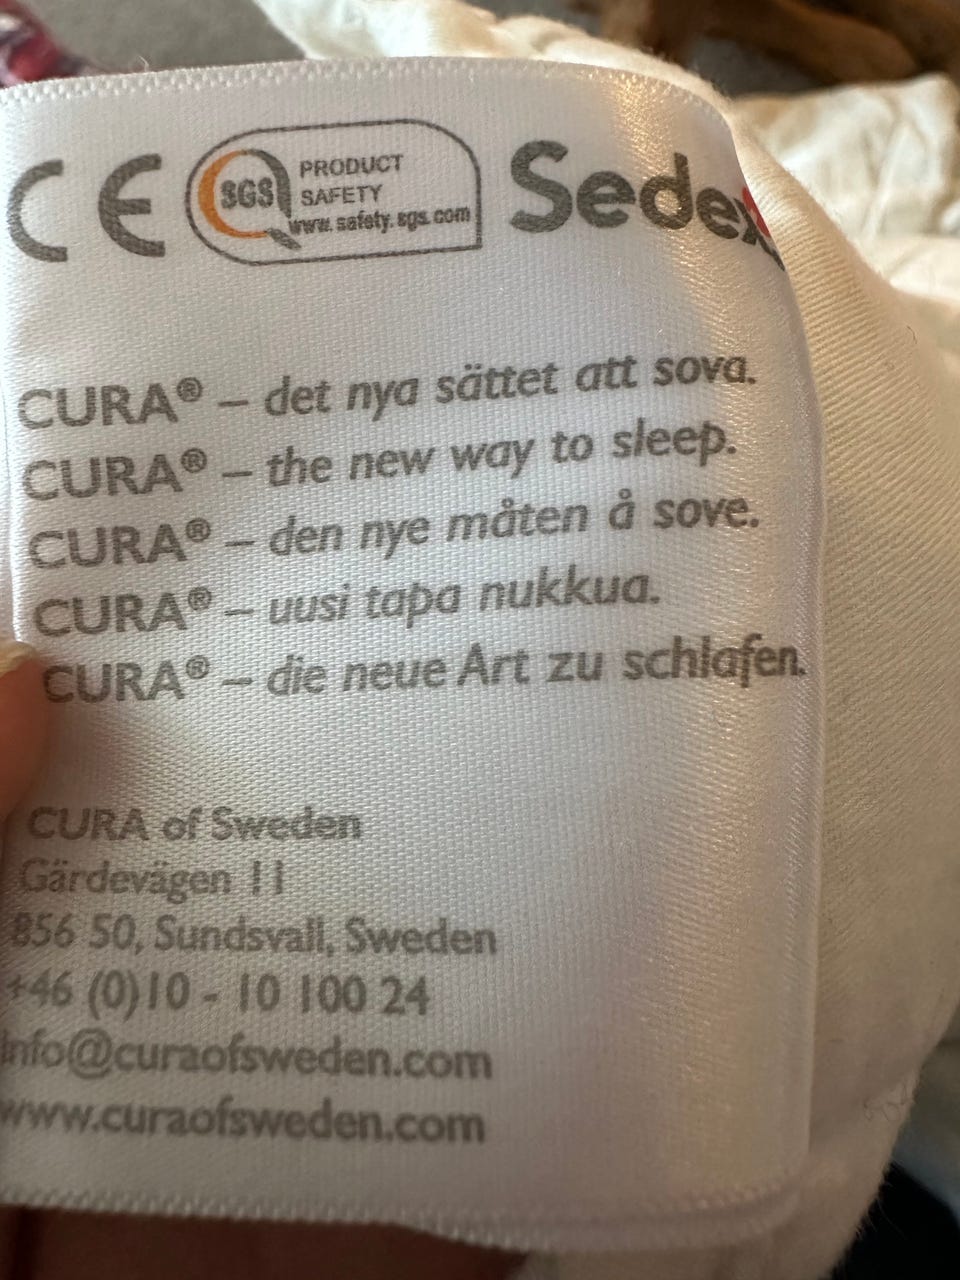 CE
SGS
PRODUCT
SAFETY
www.safety.sgs.com
Sedex
CURA® – det nya sättet att sova.
CURA® – the new way to sleep.
CURA® – den nye måten å sove.
CURA® – uusi tapa nukkua.
CURA® – die neue Art zu schlafen.
CURA of Sweden
Gärdevägen 11
856 50, Sundsvall, Sweden
+46 (0)10 - 10 100 24
info@curaofsweden.com
www.curaofsweden.com